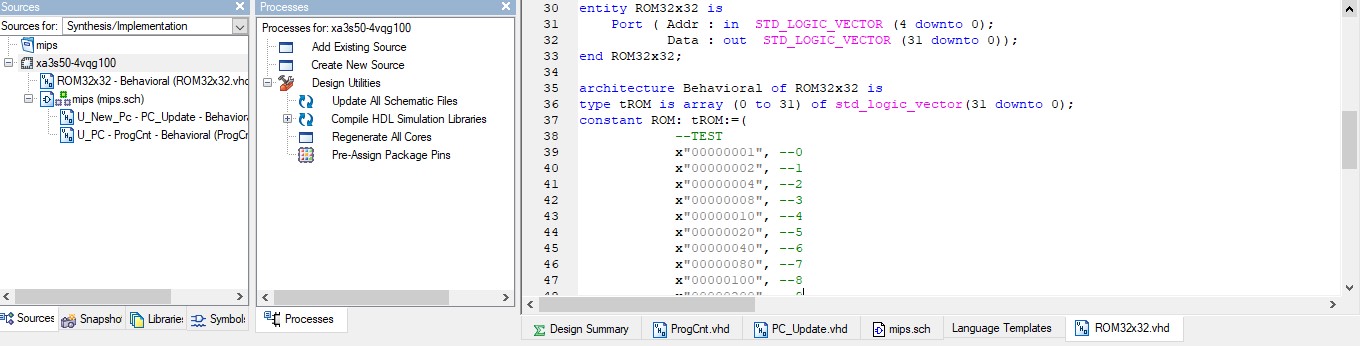 Sources
Sources for: Synthesis/Implementation
mips
xa3s50-4vqg100
ROM32x32 - Behavioral (ROM32x32.vhd
mips (mips.sch)
U_New_Pc - PC_Update - Behavior
U_PC - ProgCnt - Behavioral (ProgCr
Sources
Snapsho
Libraries
Symbol
Processes
Processes for: xa3s50-4vqg100
Add Existing Source
Create New Source
Design Utilities
Update All Schematic Files
Compile HDL Simulation Libraries
Regenerate All Cores
Pre-Assign Package Pins
Processes
30 entity ROM32x32 is
31 Port ( Addr : in STD_LOGIC_VECTOR (4 downto 0);
32 Data : out STD_LOGIC_VECTOR (31 downto 0));
33 end ROM32x32;
34
35 architecture Behavioral of ROM32x32 is
36 type tROM is array (0 to 31) of std_logic_vector(31 downto 0);
37 constant ROM: tROM:=(
38 --TEST
39 x"00000001", --0
40 x"00000002", --1
41 x"00000004", --2
42 x"00000008", --3
43 x"00000010", --4
44 x"00000020", --5
45 x"00000040", --6
46 x"00000080", --7
47 x"00000100", --8
Design Summary
ProgCnt.vhd
PC_Update.vhd
mips.sch
Language Templates
ROM32x32.vhd